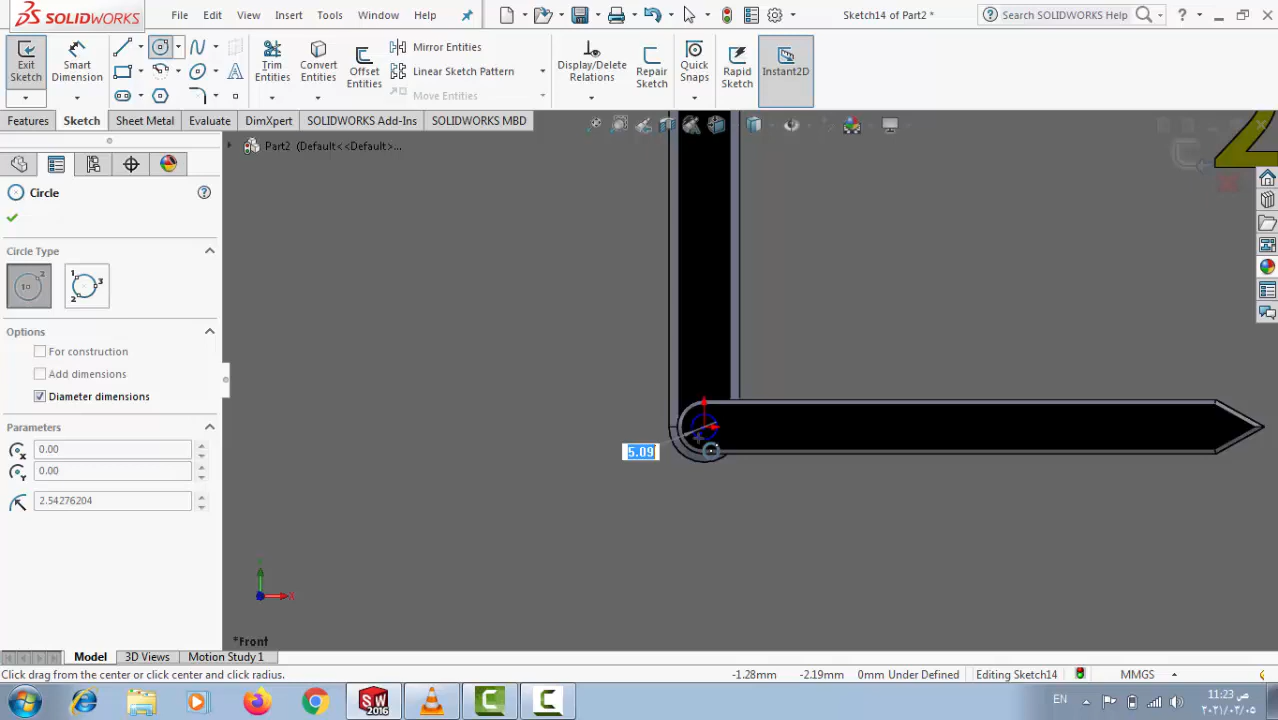 SOLIDWORKS File Edit View Insert Tools Window Help Sketch14 of Part2 * Search SOLIDWORKS Help ?
Exit Sketch
Smart Dimension
Trim Entities
Convert Entities
Offset Entities
Mirror Entities
Linear Sketch Pattern
Move Entities
Display/Delete Relations
Repair Sketch
Quick Snaps
Rapid Sketch
Instant2D
Features Sketch Sheet Metal Evaluate DimXpert SOLIDWORKS Add-Ins SOLIDWORKS MBD
Part2 (Default<<Default>...
Circle
Circle Type
Options
For construction
Add dimensions
Diameter dimensions
Parameters
0.00
0.00
2.54276204
5.09
X
*Front
Model 3D Views Motion Study 1
Click drag from the center or click center and click radius. -1.28mm -2.19mm 0mm Under Defined Editing Sketch14 MMGS
SW 2016
EN
11:23 ص
٢٠٢١/٠٣/٠٥